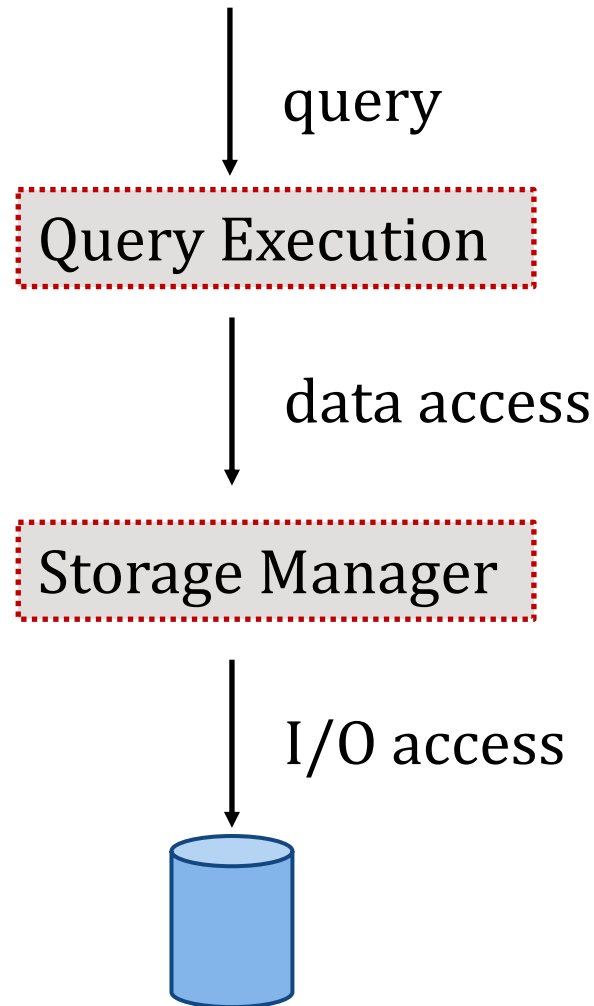 query
Query Execution
data access
Storage Manager
I/O access